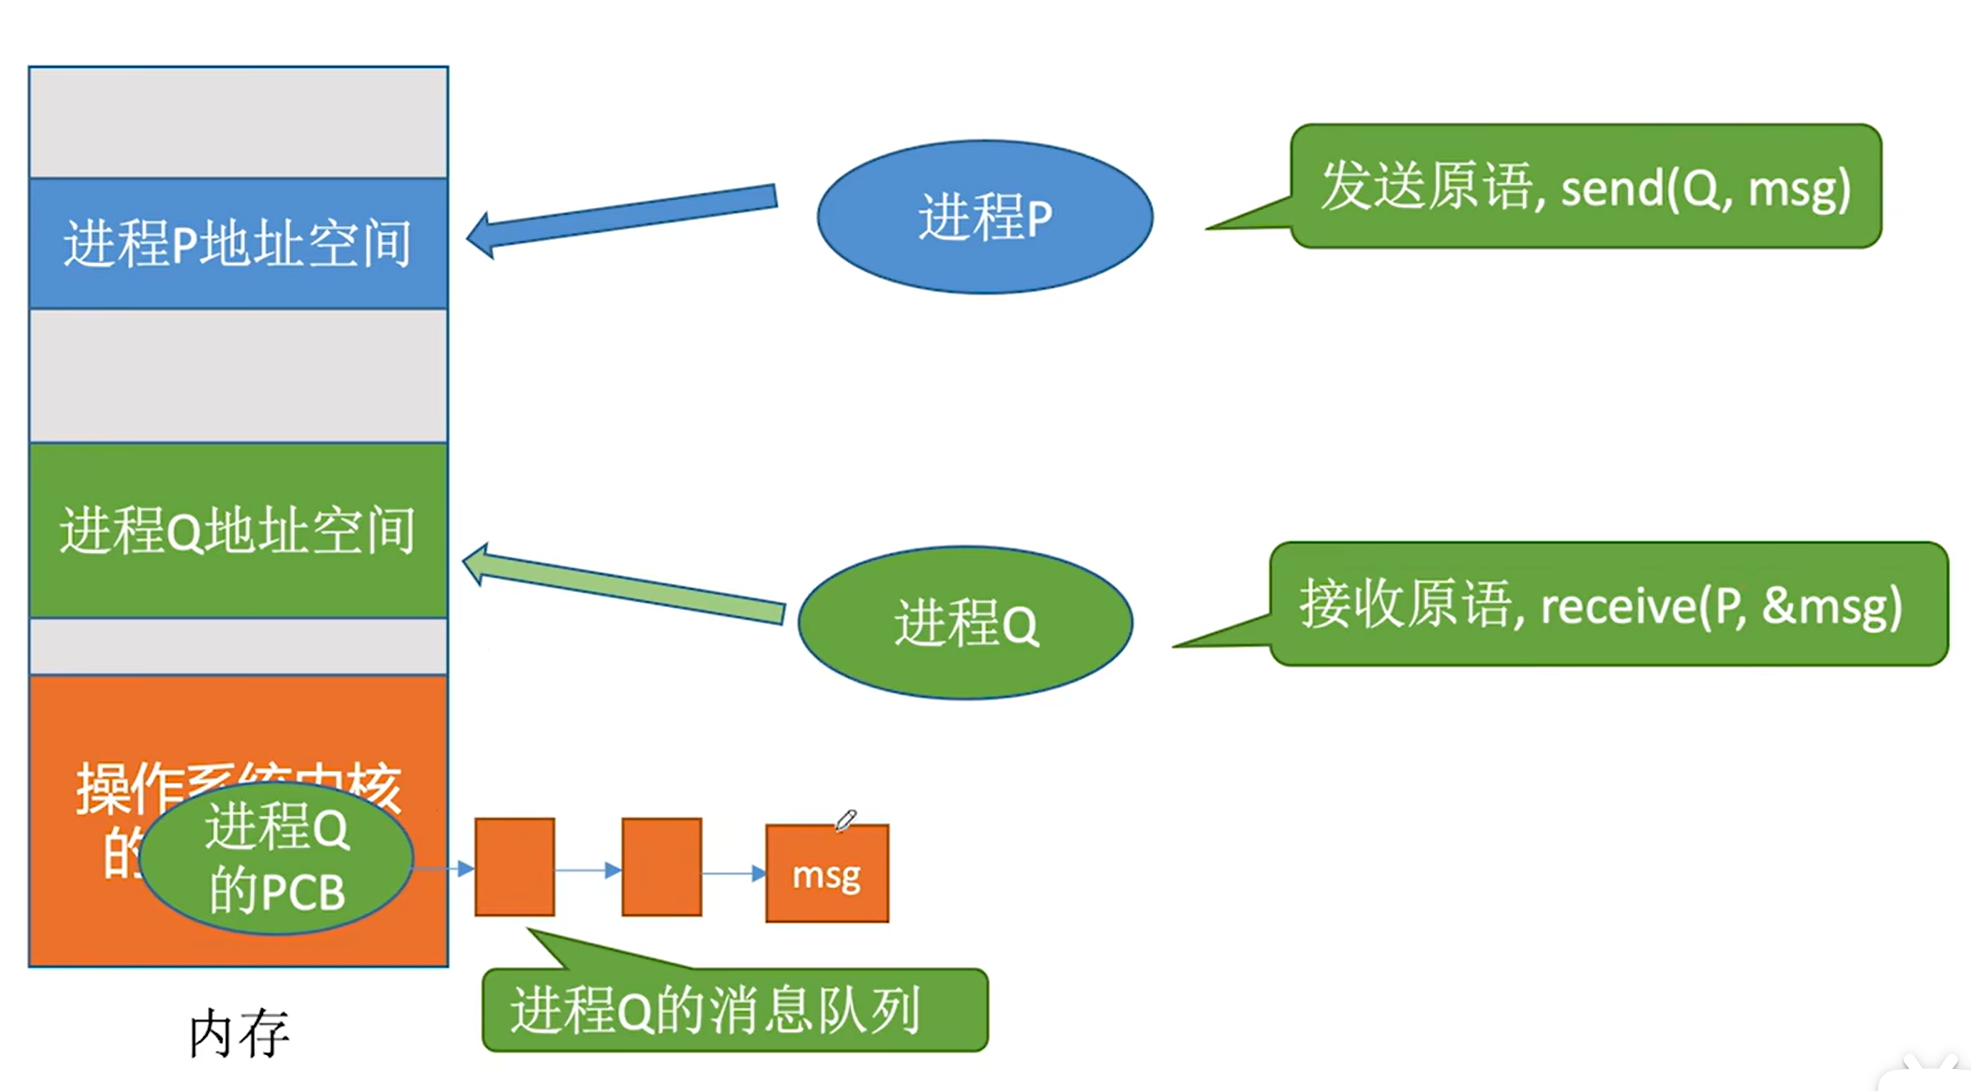 进程P地址空间
进程P
发送原语, send(Q, msg)
进程Q地址空间
进程Q
接收原语, receive(P, &msg)
操作系统内核
的
进程Q
的PCB
msg
进程Q的消息队列
内存